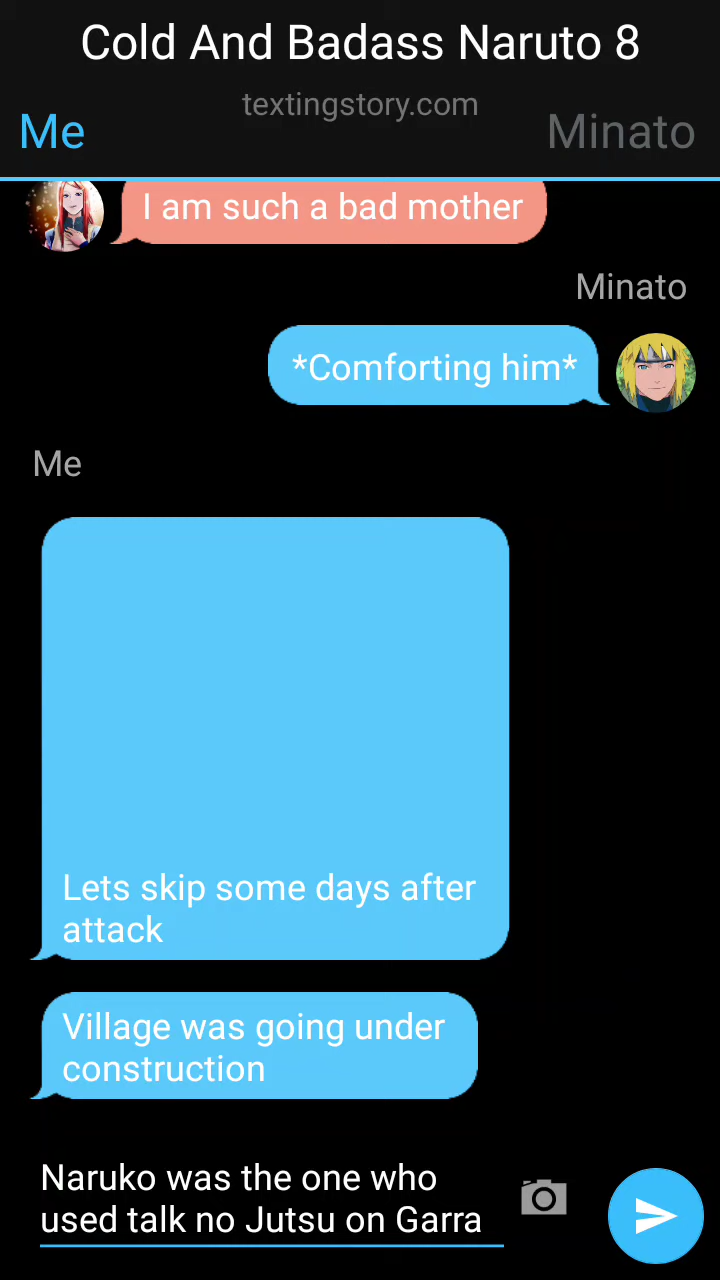 Cold And Badass Naruto 8
textingstory.com
Me
Minato
I am such a bad mother
Minato
*Comforting him*
Me
Lets skip some days after
attack
Village was going under
construction
Naruko was the one who
used talk no Jutsu on Garra